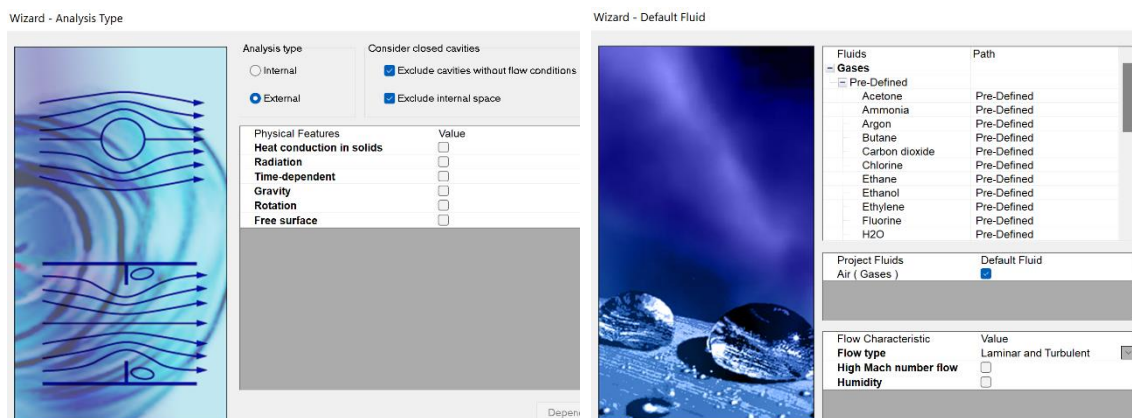 Wizard - Analysis Type
Analysis type
Internal
External
Consider closed cavities
Exclude cavities without flow conditions
Exclude internal space
Physical Features Value
Heat conduction in solids
Radiation
Time-dependent
Gravity
Rotation
Free surface
Depen
Wizard - Default Fluid
Fluids Path
Gases
Pre-Defined
Acetone Pre-Defined
Ammonia Pre-Defined
Argon Pre-Defined
Butane Pre-Defined
Carbon dioxide Pre-Defined
Chlorine Pre-Defined
Ethane Pre-Defined
Ethanol Pre-Defined
Ethylene Pre-Defined
Fluorine Pre-Defined
H2O Pre-Defined
Project Fluids Default Fluid
Air ( Gases )
Flow Characteristic Value
Flow type Laminar and Turbulent
High Mach number flow
Humidity